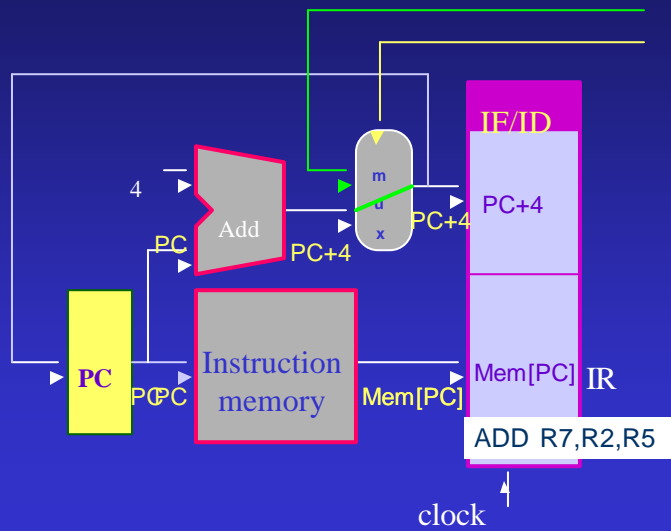 IF/ID
m
u
x
4
Add
PC
PC+4
PC+4
PC+4
PC
PC
PC
Instruction
memory
Mem[PC]
Mem[PC]
IR
ADD R7,R2,R5
clock